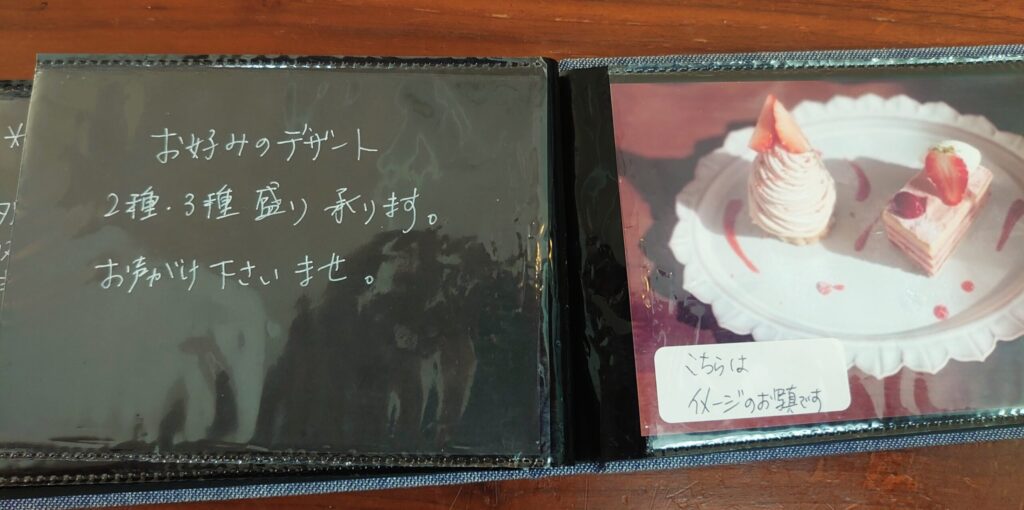 お好みのデザート
2種・3種 盛り 承ります。
お声がけ下さいませ。
こちらは
イメージのお写真です